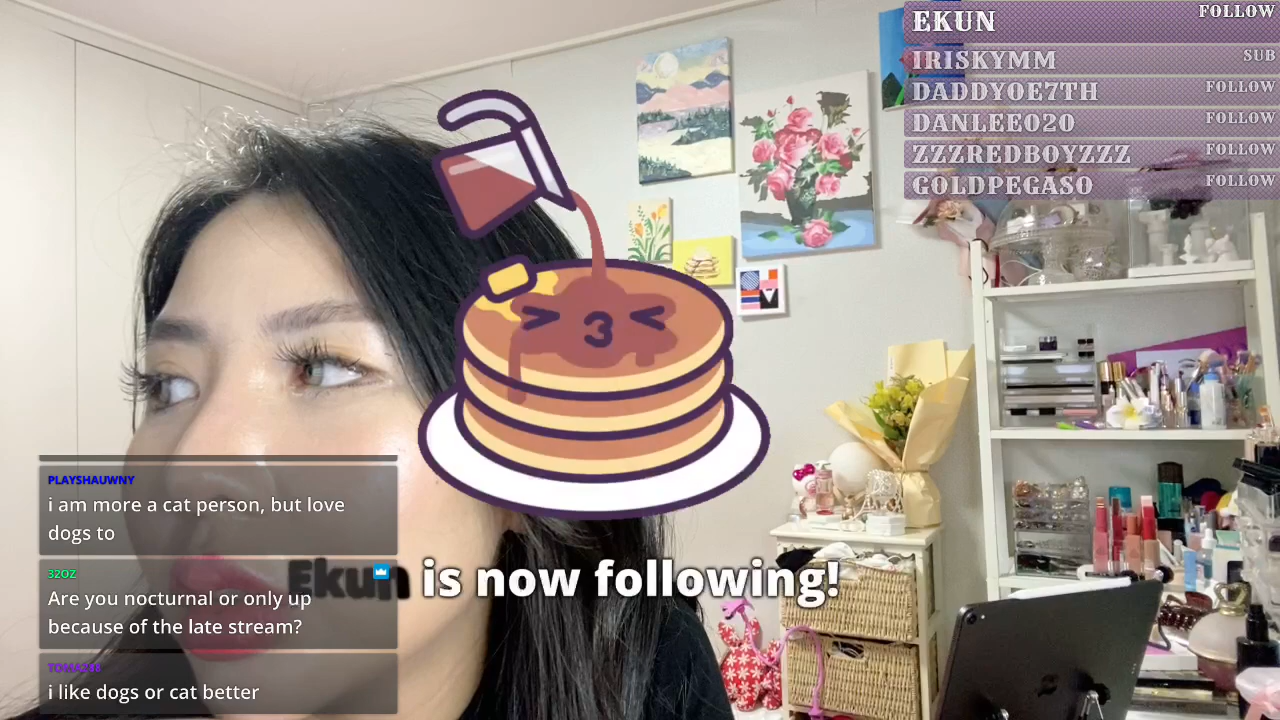 EKUN FOLLOW
IRISKYMM SUB
DADDYOE7TH FOLLOW
DANLEE020 FOLLOW
ZZZREDBOYZZZ FOLLOW
GOLDPEGASO FOLLOW
PLAYSHAUWNY
i am more a cat person, but love
dogs to
32OZ
Are you nocturnal or only up
because of the late stream?
TOMA298
i like dogs or cat better
Ekun is now following!